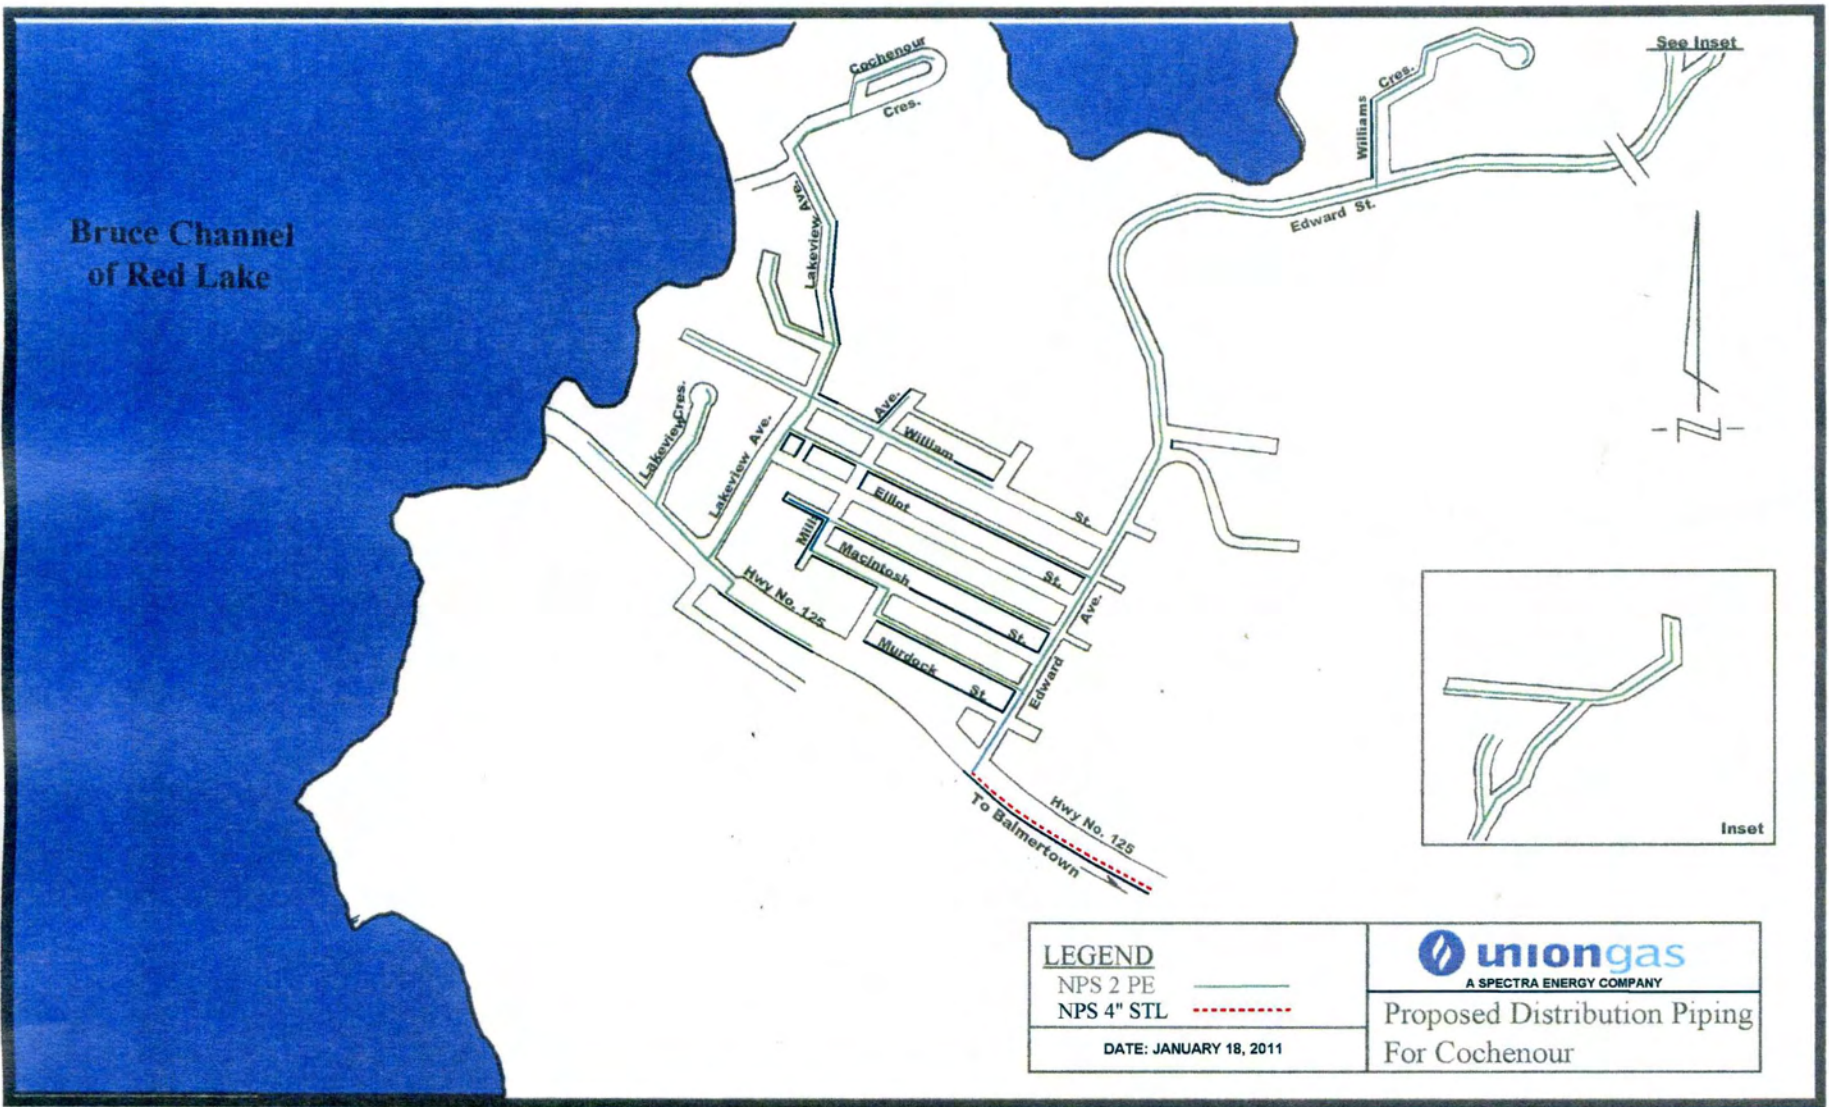 Cochenour
Cres.
See Inset
Williams
Cres.
Edward St.
Bruce Channel
of Red Lake
Lakeview
Ave.
Lakeview
Cres.
Lakeview
Ave.
Ave.
William
St.
Elliot
St.
Mill
Macintosh
St.
Murdock
St.
Edward
Ave.
Hwy No. 125
Hwy No. 125
To Balmertown
N
Inset
LEGEND
NPS 2 PE
NPS 4" STL
DATE: JANUARY 18, 2011
uniongas
A SPECTRA ENERGY COMPANY
Proposed Distribution Piping
For Cochenour